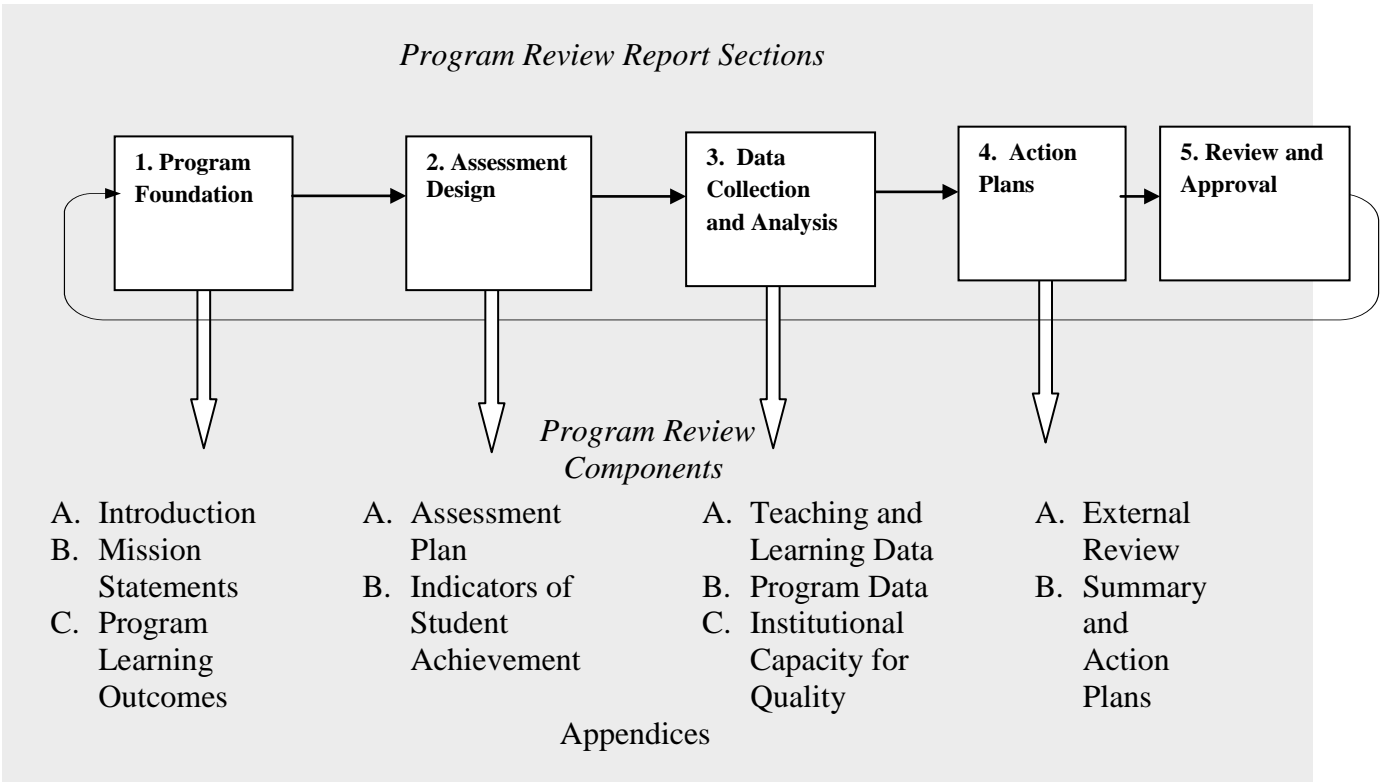 Program Review Report Sections
1. Program
Foundation
2. Assessment
Design
3. Data
Collection
and Analysis
4. Action
Plans
5. Review and
Approval
Program Review
Components
A. Introduction
B. Mission
Statements
C. Program
Learning
Outcomes
A. Assessment
Plan
B. Indicators of
Student
Achievement
A. Teaching and
Learning Data
B. Program Data
C. Institutional
Capacity for
Quality
A. External
Review
B. Summary
and
Action
Plans
Appendices